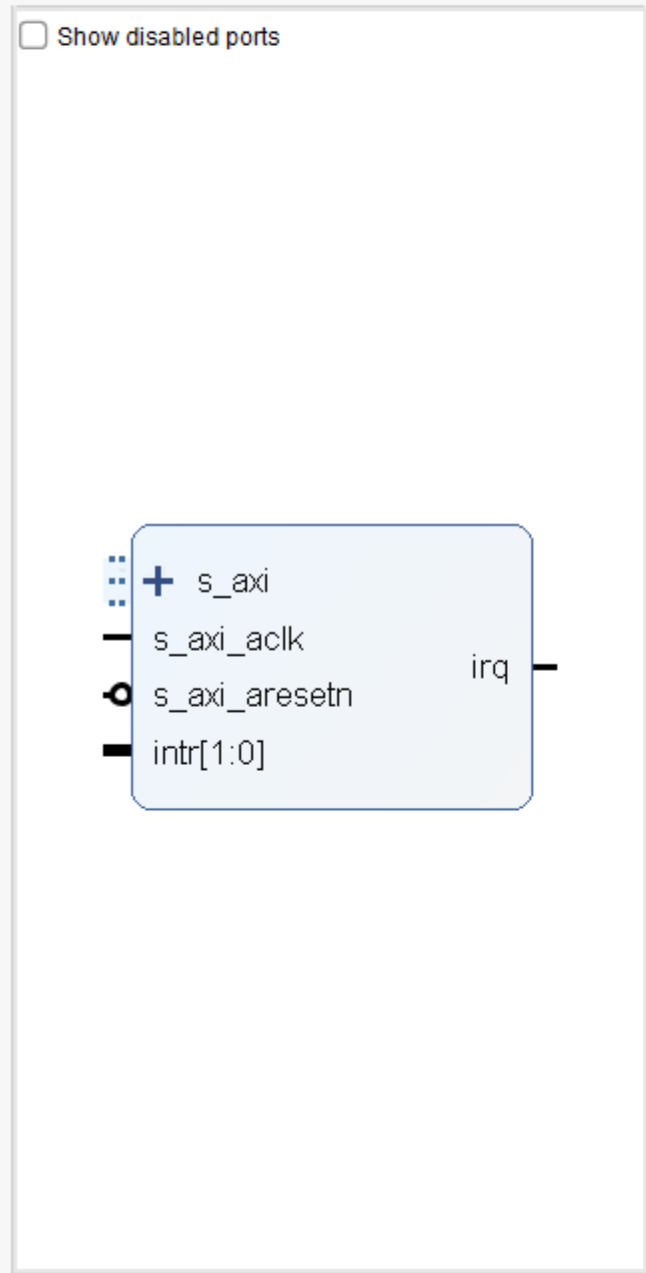 Show disabled ports
s_axi
s_axi_aclk
irq
s_axi_aresetn
intr[1:0]